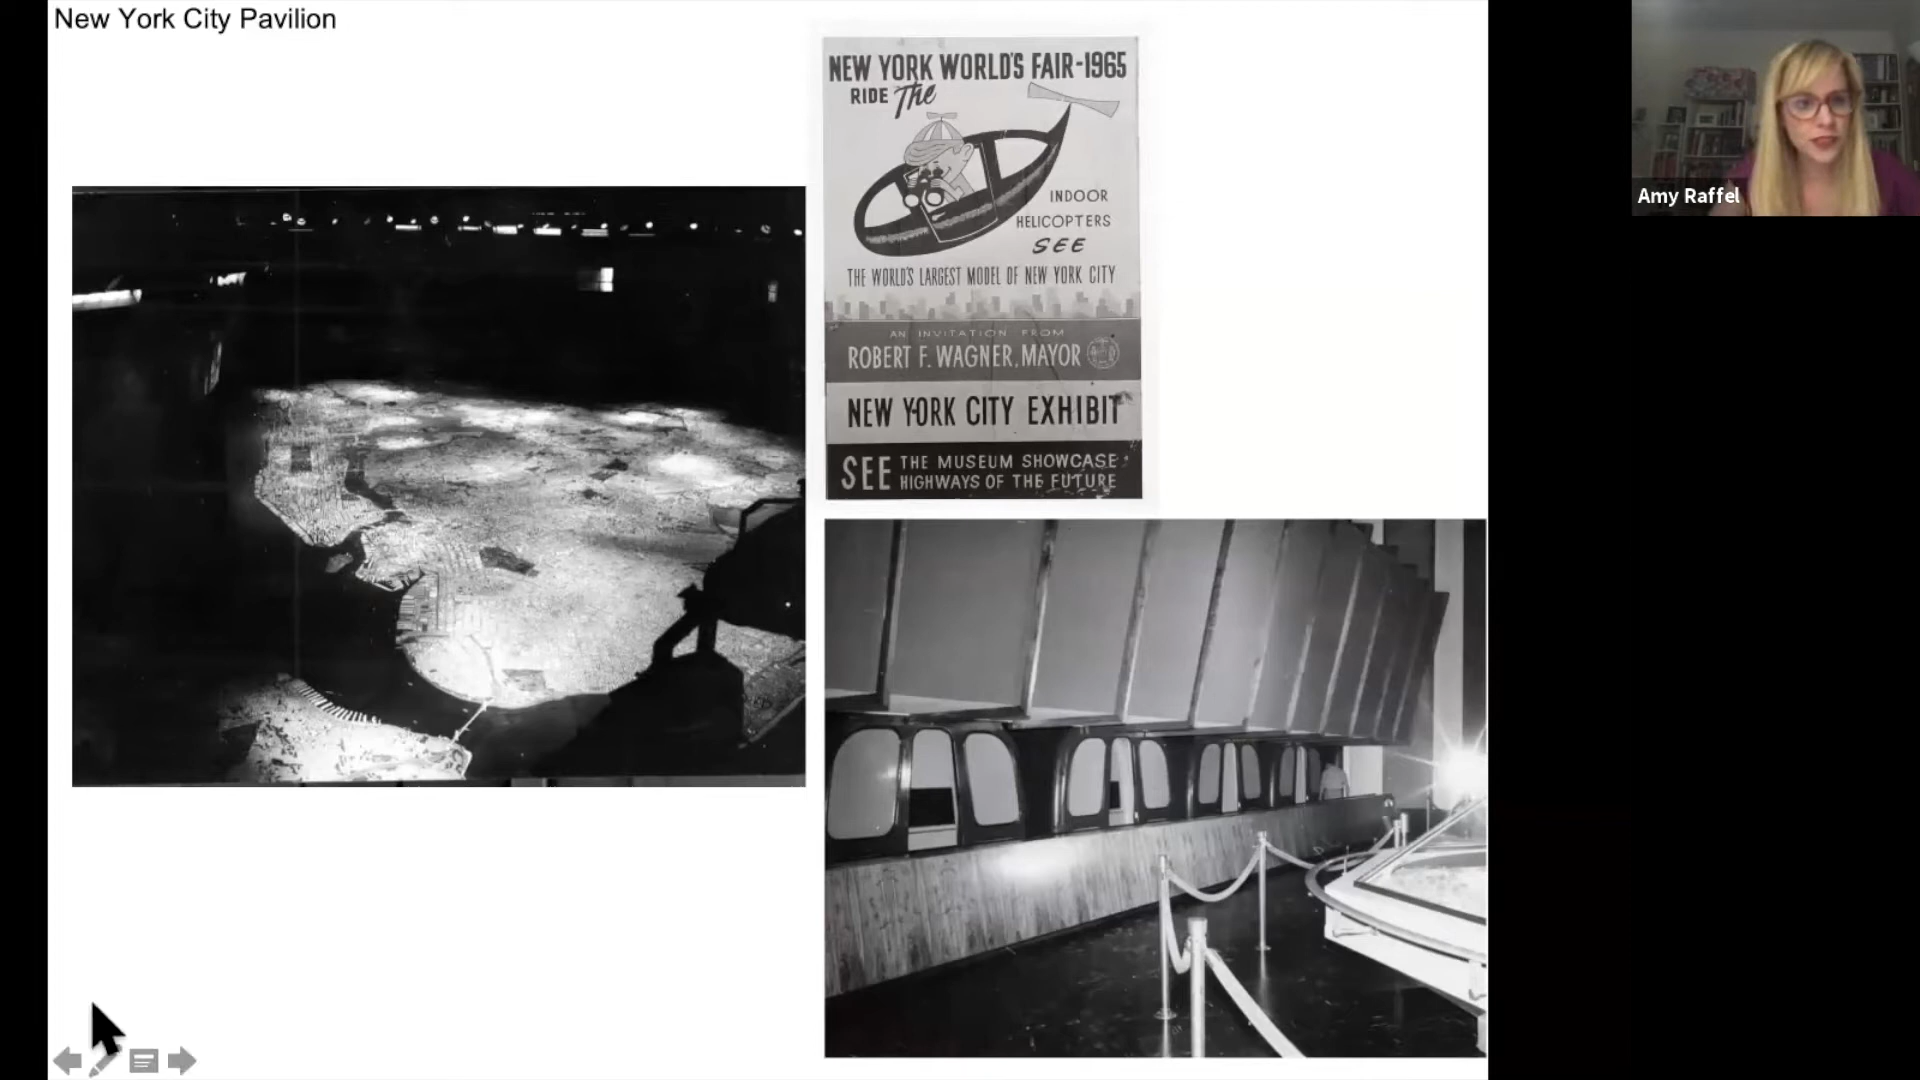 New York City Pavilion
NEW YORK WORLD'S FAIR-1965
RIDE The
INDOOR
HELICOPTERS
SEE
THE WORLD'S LARGEST MODEL OF NEW YORK CITY
AN INVITATION FROM
ROBERT F. WAGNER, MAYOR
NEW YORK CITY EXHIBIT
SEE THE MUSEUM SHOWCASE
HIGHWAYS OF THE FUTURE
Amy Raffel